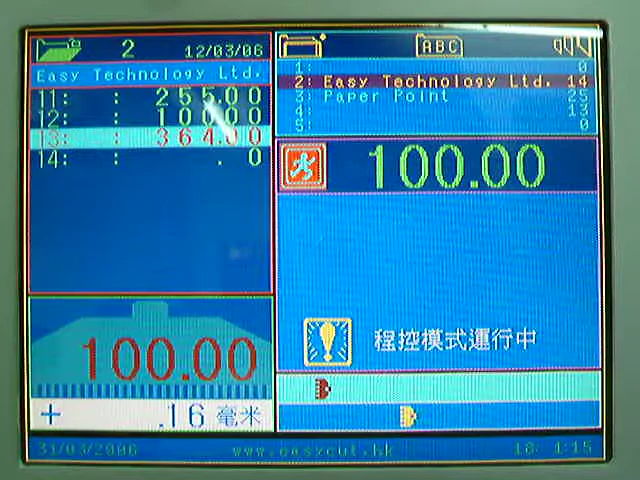 2 12/03/06
Easy Technology Ltd.
11: : 255.00
12: : 100.00
13: : 364.00
14: : . 0
100.00
+ .16 毫米
31/03/2006
ABC
1: 0
2: Easy Technology Ltd. 14
3: Paper Point 25
4: 13
5: 0
100.00
程控模式運行中
www.easycut.hk
18: 1:15